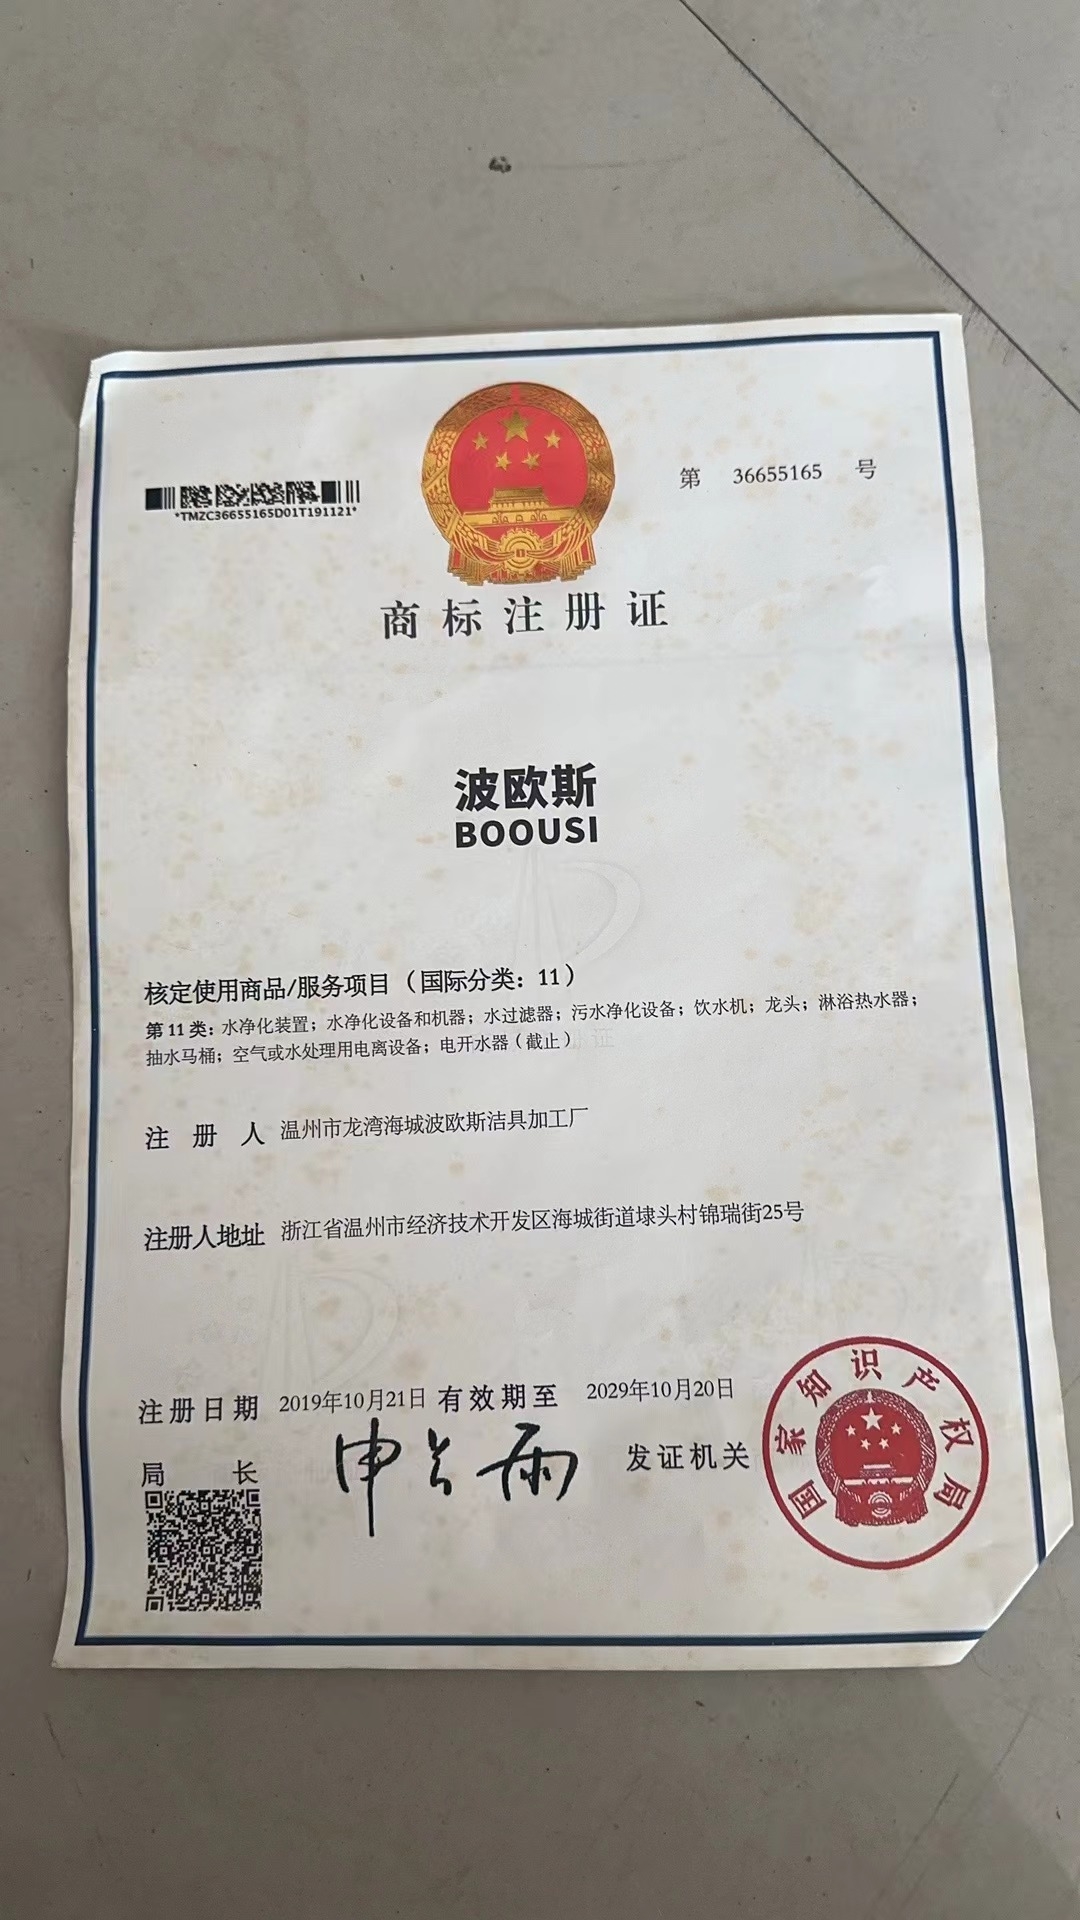 第 36655165 号
*TMZC36655165D01T191121*
商标注册证
波欧斯
BOOUSI
核定使用商品/服务项目（国际分类：11）
第 11 类：水净化装置；水净化设备和机器；水过滤器；污水净化设备；饮水机；龙头；淋浴热水器；
抽水马桶；空气或水处理用电离设备；电开水器（截止）
注册人 温州市龙湾海城波欧斯洁具加工厂
注册人地址 浙江省温州市经济技术开发区海城街道埭头村锦瑞街25号
注册日期 2019年10月21日 有效期至 2029年10月20日
局长 申长雨 发证机关
国家知识产权局